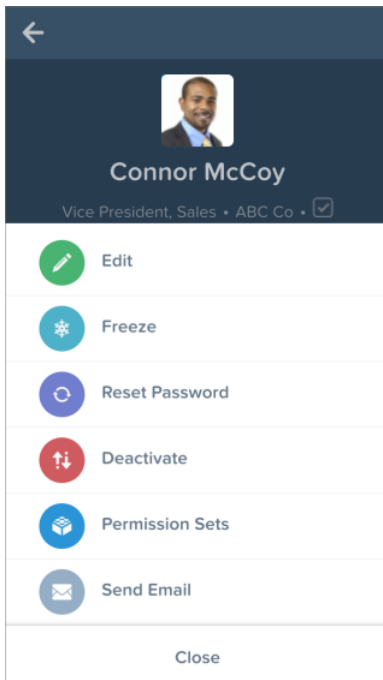 Connor McCoy
Vice President, Sales • ABC Co •
Edit
Freeze
Reset Password
Deactivate
Permission Sets
Send Email
Close